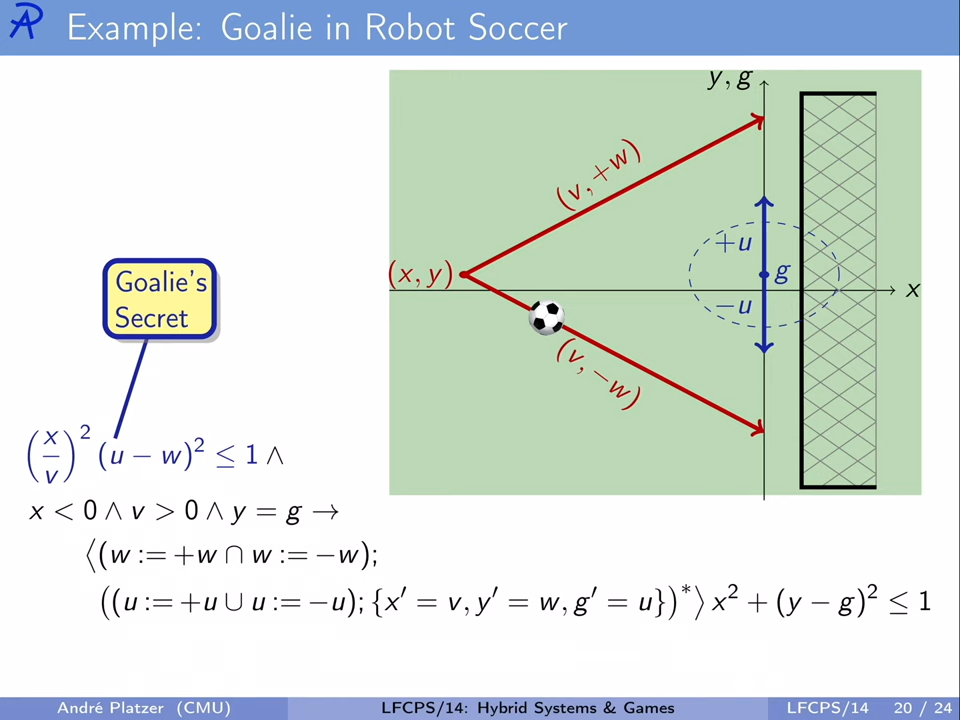 Example: Goalie in Robot Soccer
y, g
(v, +w)
+u
(x, y)
g
x
−u
(v, −w)
Goalie's
Secret
(x/v)² (u − w)² ≤ 1 ∧
x < 0 ∧ v > 0 ∧ y = g →
⟨(w := +w ∩ w := −w);
((u := +u ∪ u := −u); {x′ = v, y′ = w, g′ = u})*⟩ x² + (y − g)² ≤ 1
André Platzer (CMU) LFCPS/14: Hybrid Systems & Games LFCPS/14 20 / 24